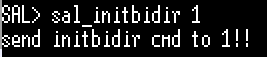 SAL> sal_initbidir 1
send initbidir cmd to 1!!